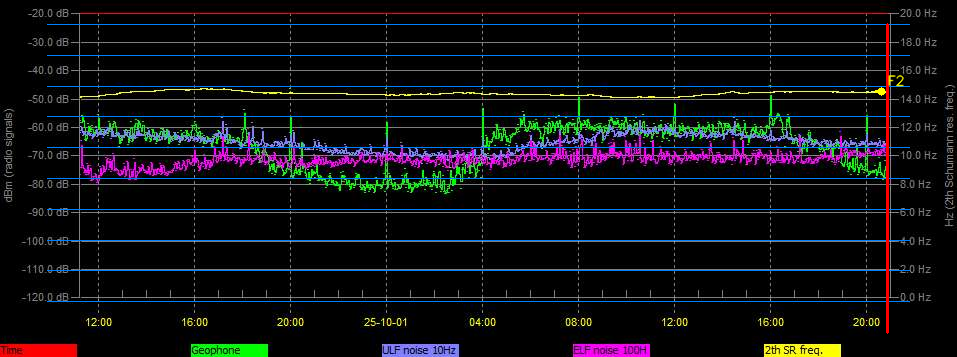 -20.0 dB 20.0 Hz
F2
-30.0 dB 18.0 Hz
-40.0 dB 16.0 Hz
-50.0 dB 14.0 Hz
-60.0 dB 12.0 Hz
-70.0 dB 10.0 Hz
-80.0 dB 8.0 Hz
-90.0 dB 6.0 Hz
-100.0 dB 4.0 Hz
-110.0 dB 2.0 Hz
-120.0 dB 0.0 Hz
dBm (radio signals)
Hz (2th Schumann res. freq.)
12:00 16:00 20:00 25-10-01 04:00 08:00 12:00 16:00 20:00
Time Geophone ULF noise 10Hz ELF noise 100H 2th SR freq.